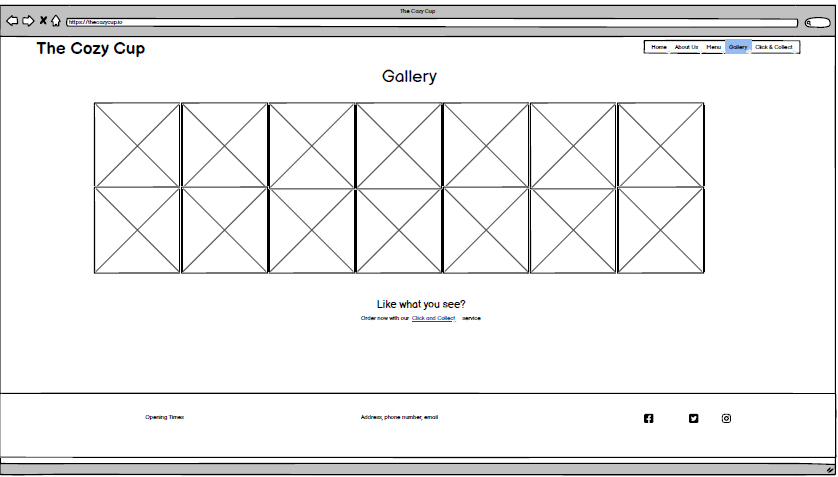 The Cozy Cup
https://thecozycup.io
The Cozy Cup
Home About Us Menu Gallery Click & Collect
Gallery
Like what you see?
Order now with our Click and Collect service
Opening Times
Address, phone number, email